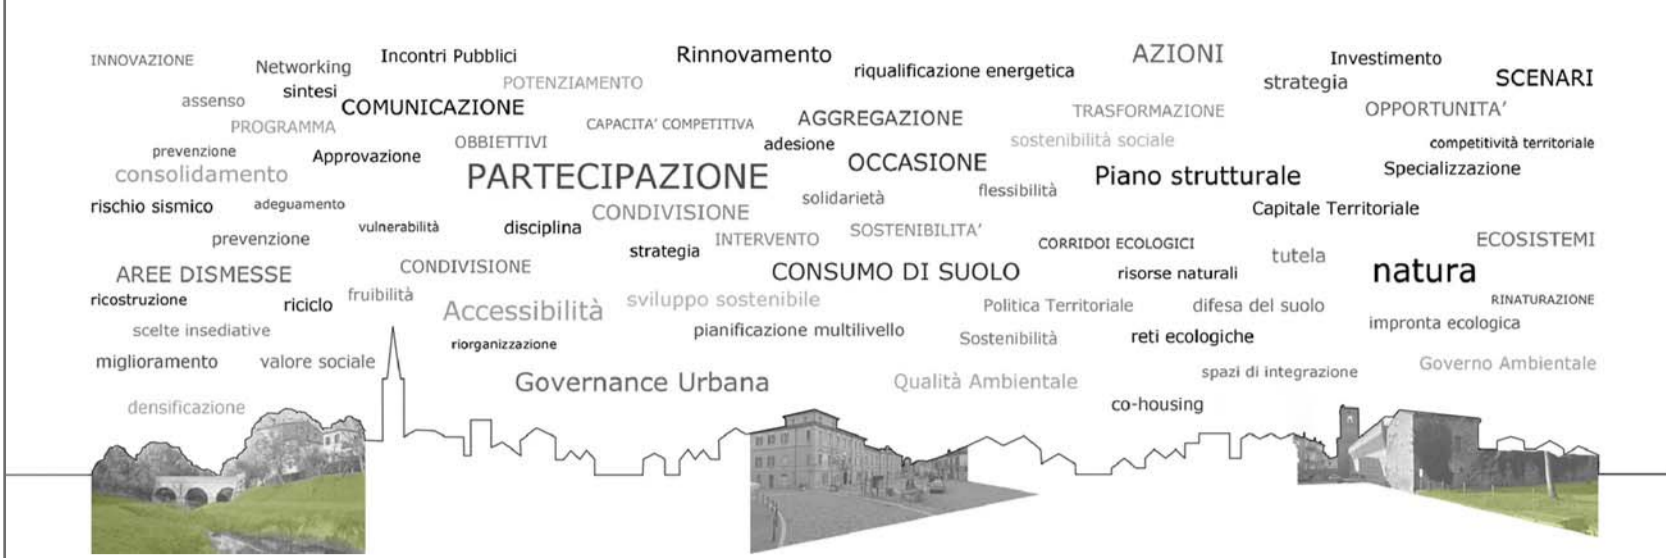 INNOVAZIONE
Networking
Incontri Pubblici
Rinnovamento
AZIONI
Investimento
riqualificazione energetica
POTENZIAMENTO
strategia
SCENARI
sintesi
assenso
COMUNICAZIONE
TRASFORMAZIONE
OPPORTUNITA’
PROGRAMMA
CAPACITA’ COMPETITIVA
AGGREGAZIONE
OBBIETTIVI
adesione
sostenibilità sociale
competitività territoriale
prevenzione
Approvazione
OCCASIONE
Specializzazione
consolidamento
PARTECIPAZIONE
Piano strutturale
flessibilità
solidarietà
rischio sismico
adeguamento
CONDIVISIONE
Capitale Territoriale
vulnerabilità
disciplina
SOSTENIBILITA’
prevenzione
INTERVENTO
CORRIDOI ECOLOGICI
ECOSISTEMI
strategia
tutela
AREE DISMESSE
CONDIVISIONE
CONSUMO DI SUOLO
risorse naturali
natura
ricostruzione
riciclo
fruibilità
sviluppo sostenibile
RINATURAZIONE
Accessibilità
Politica Territoriale
difesa del suolo
scelte insediative
pianificazione multilivello
impronta ecologica
riorganizzazione
Sostenibilità
reti ecologiche
miglioramento
valore sociale
Governo Ambientale
spazi di integrazione
Governance Urbana
Qualità Ambientale
densificazione
co-housing